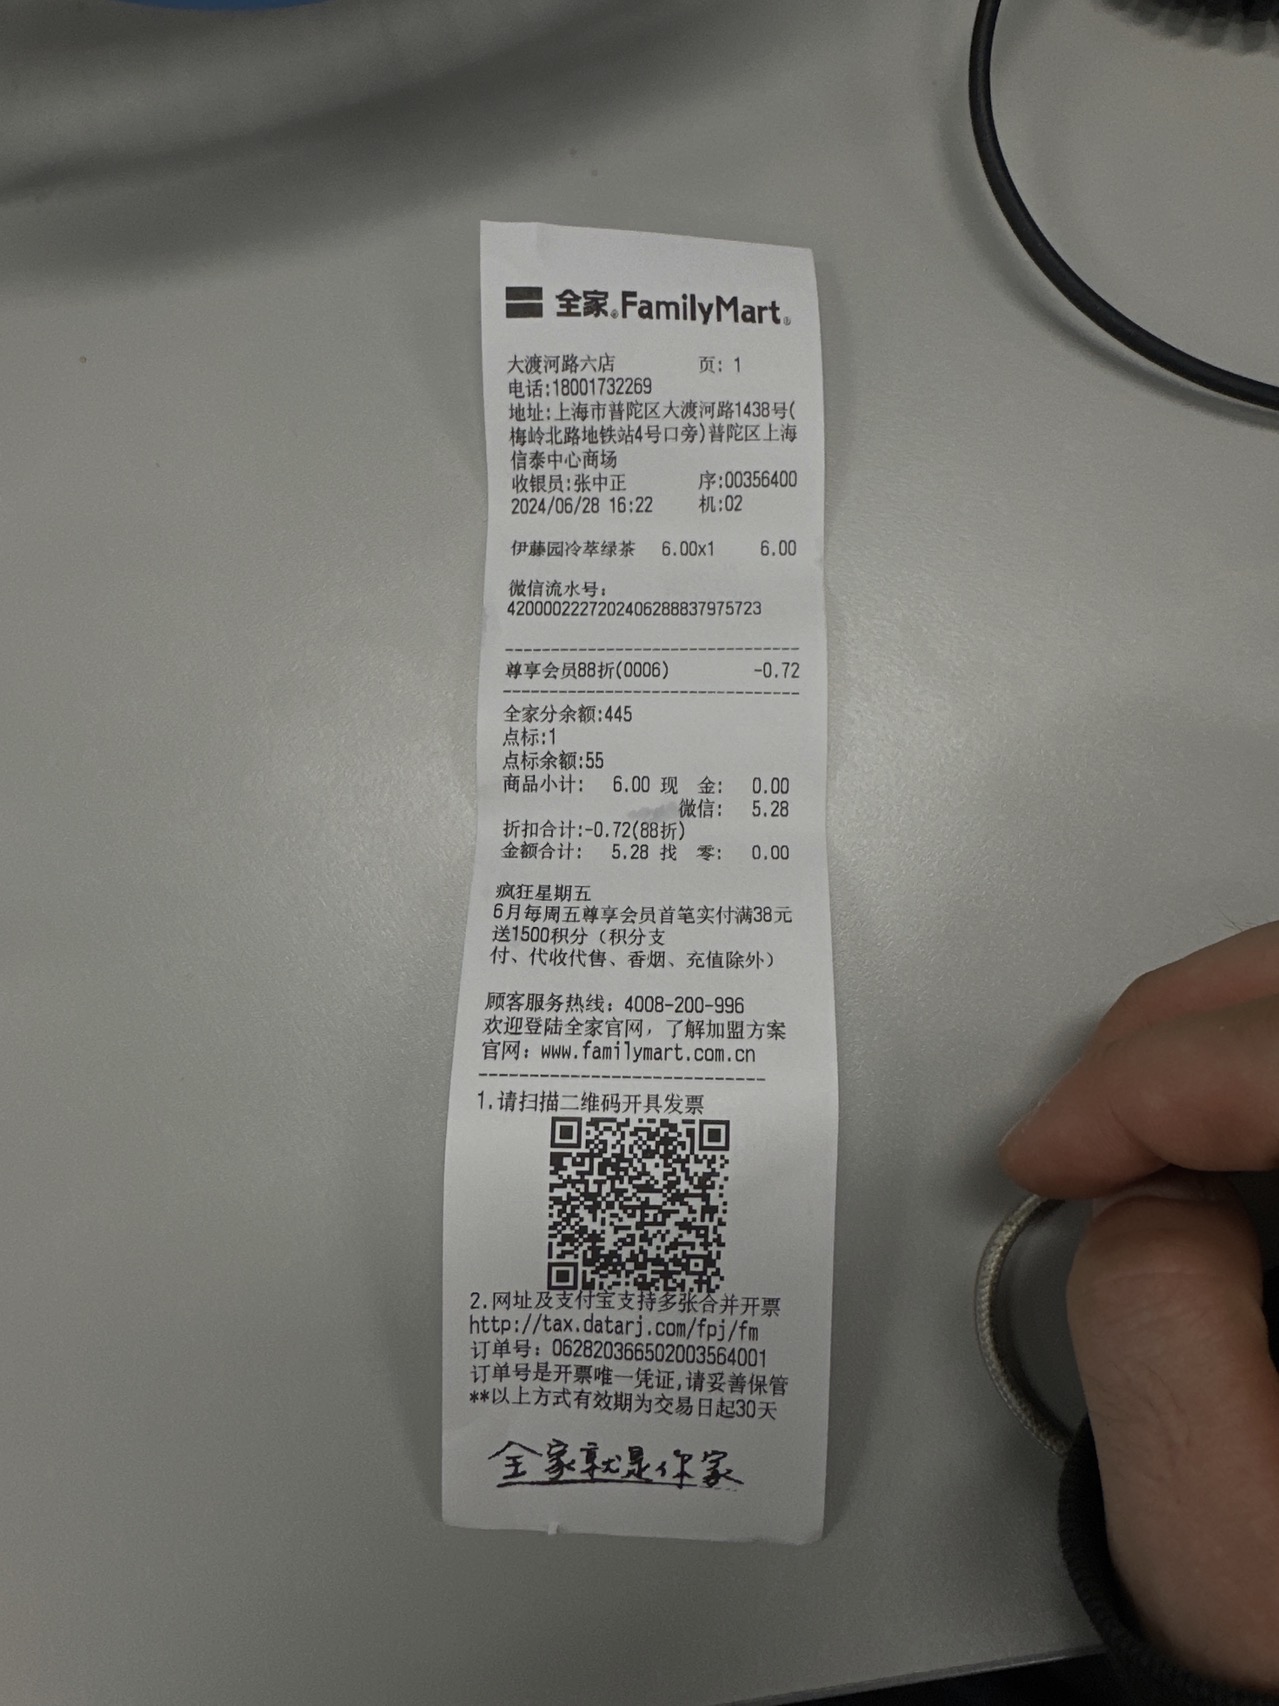 全家®FamilyMart®
大渡河路六店 页: 1
电话:18001732269
地址:上海市普陀区大渡河路1438号(
梅岭北路地铁站4号口旁)普陀区上海
信泰中心商场
收银员:张中正 序:00356400
2024/06/28 16:22 机:02
伊藤园冷萃绿茶 6.00x1 6.00
微信流水号:
4200002227202406288837975723
--------------------------------
尊享会员88折(0006) -0.72
--------------------------------
全家分余额:445
点标:1
点标余额:55
商品小计: 6.00 现 金: 0.00
微信: 5.28
折扣合计:-0.72(88折)
金额合计: 5.28 找 零: 0.00
疯狂星期五
6月每周五尊享会员首笔实付满38元
送1500积分（积分支
付、代收代售、香烟、充值除外）
顾客服务热线: 4008-200-996
欢迎登陆全家官网，了解加盟方案
官网: www.familymart.com.cn
----------------------------
1.请扫描二维码开具发票
2.网址及支付宝支持多张合并开票
http://tax.datarj.com/fpj/fm
订单号: 062820366502003564001
订单号是开票唯一凭证,请妥善保管
**以上方式有效期为交易日起30天
全家就是你家